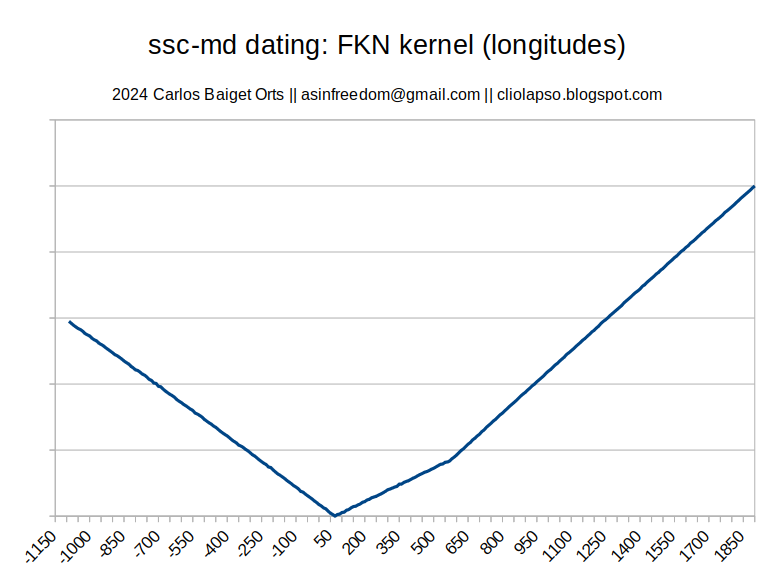 ssc-md dating: FKN kernel (longitudes)
2024 Carlos Baiget Orts || asinfreedom@gmail.com || cliolapso.blogspot.com
-1150 -1000 -850 -700 -550 -400 -250 -100 50 200 350 500 650 800 950 1100 1250 1400 1550 1700 1850